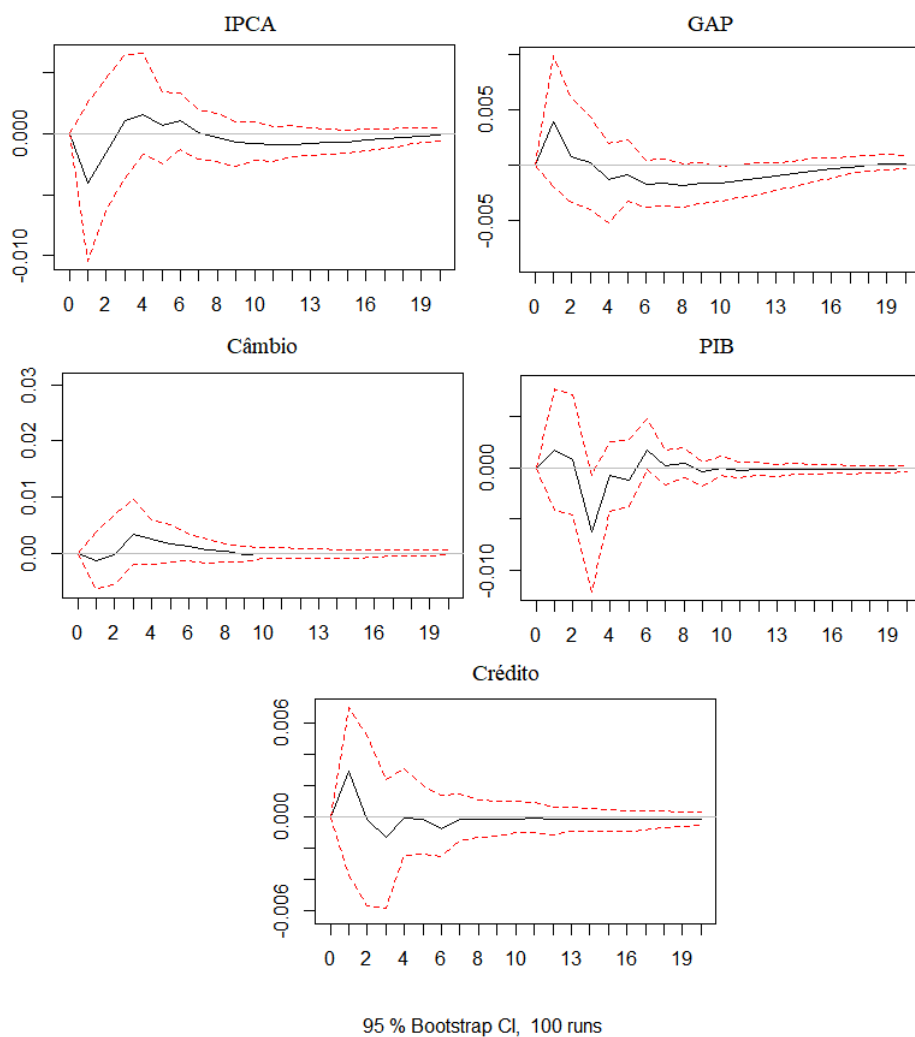 IPCA
0.000
-0.010
0 2 4 6 8 10 13 16 19
GAP
0.005
-0.005
0 2 4 6 8 10 13 16 19
Câmbio
0.03
0.02
0.01
0.00
0 2 4 6 8 10 13 16 19
PIB
0.000
-0.010
0 2 4 6 8 10 13 16 19
Crédito
0.006
0.000
-0.006
0 2 4 6 8 10 13 16 19
95 % Bootstrap CI, 100 runs